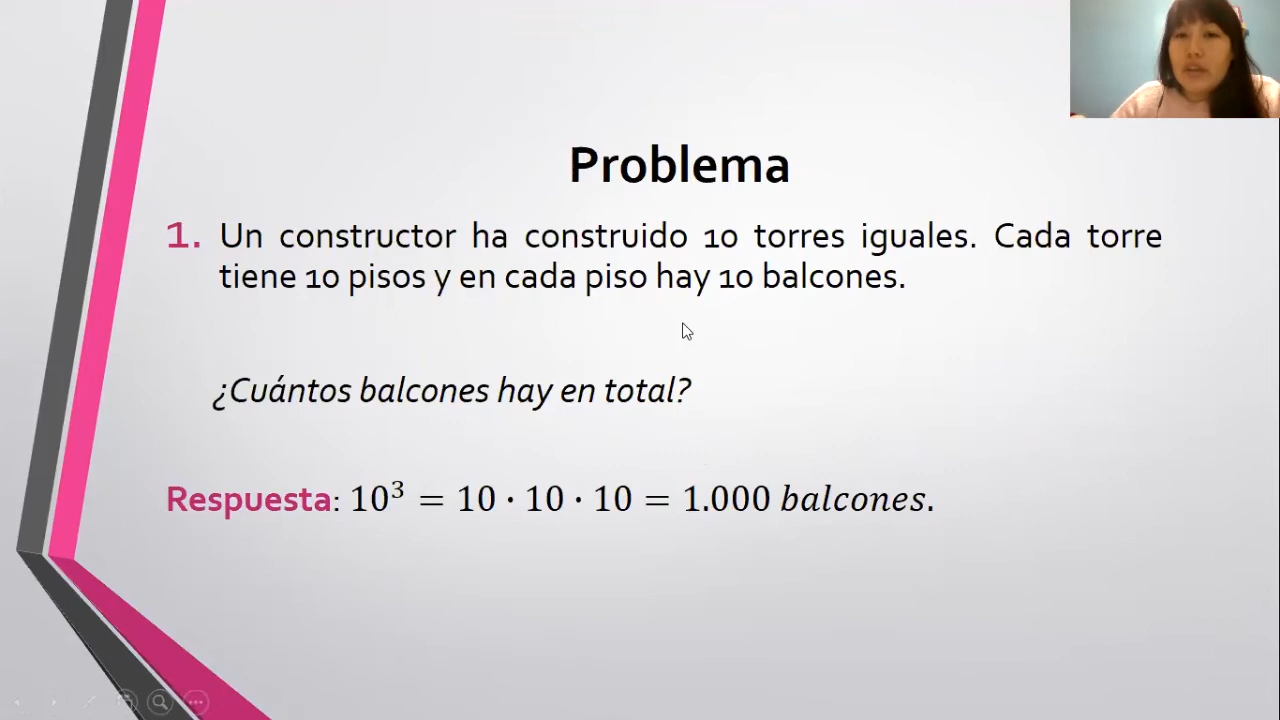 Problema
1. Un constructor ha construido 10 torres iguales. Cada torre
tiene 10 pisos y en cada piso hay 10 balcones.
¿Cuántos balcones hay en total?
Respuesta: 10³ = 10 · 10 · 10 = 1.000 balcones.